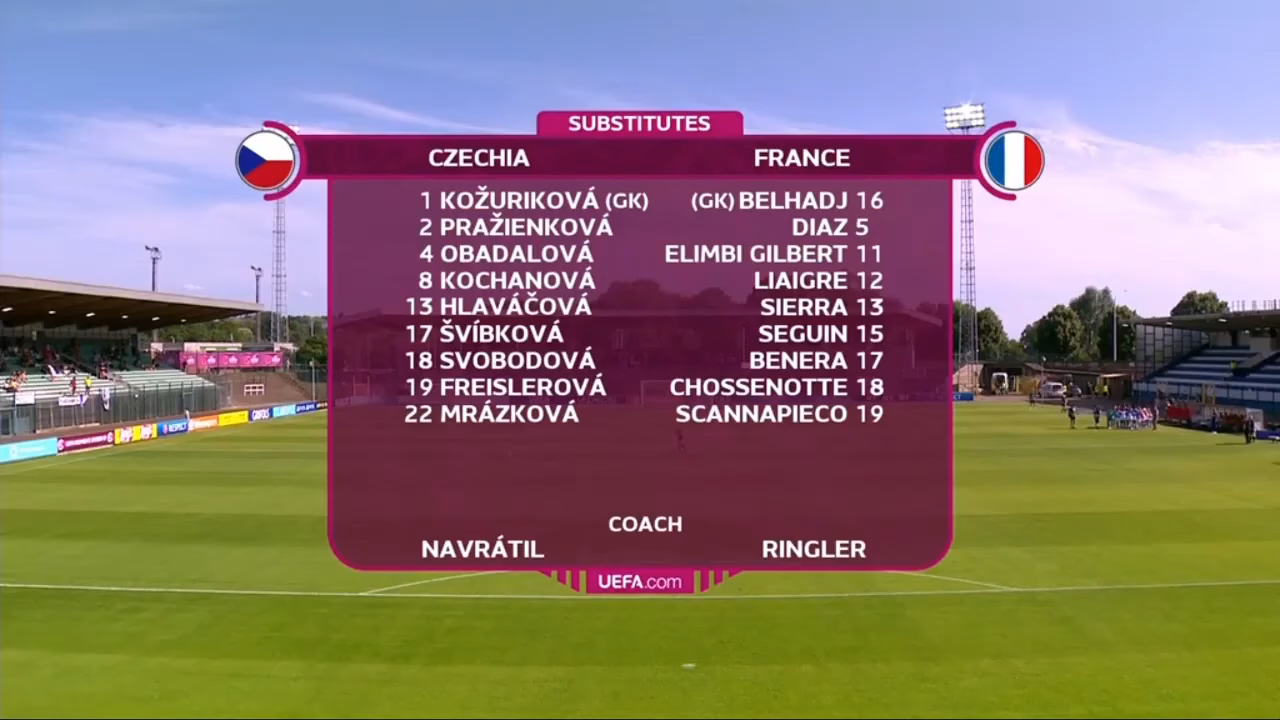 SUBSTITUTES
CZECHIA FRANCE
1 KOŽURIKOVÁ (GK) (GK) BELHADJ 16
2 PRAŽIENKOVÁ DIAZ 5
4 OBADALOVÁ ELIMBI GILBERT 11
8 KOCHANOVÁ LIAIGRE 12
13 HLAVÁČOVÁ SIERRA 13
17 ŠVÍBKOVÁ SEGUIN 15
18 SVOBODOVÁ BENERA 17
19 FREISLEROVÁ CHOSSENOTTE 18
22 MRÁZKOVÁ SCANNAPIECO 19
COACH
NAVRÁTIL RINGLER
UEFA.com
RESPECT